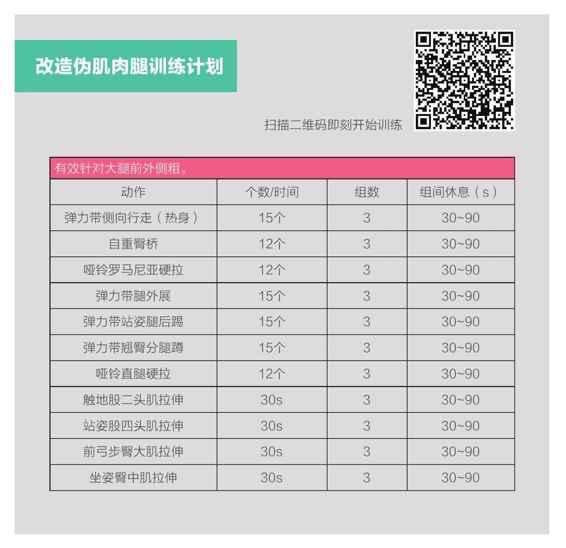 改造伪肌肉腿训练计划
扫描二维码即刻开始训练
有效针对大腿前外侧粗。
动作 个数/时间 组数 组间休息（s）
弹力带侧向行走（热身） 15个 3 30~90
自重臀桥 12个 3 30~90
哑铃罗马尼亚硬拉 12个 3 30~90
弹力带腿外展 15个 3 30~90
弹力带站姿腿后踢 15个 3 30~90
弹力带翘臀分腿蹲 15个 3 30~90
哑铃直腿硬拉 12个 3 30~90
触地股二头肌拉伸 30s 3 30~90
站姿股四头肌拉伸 30s 3 30~90
前弓步臀大肌拉伸 30s 3 30~90
坐姿臀中肌拉伸 30s 3 30~90